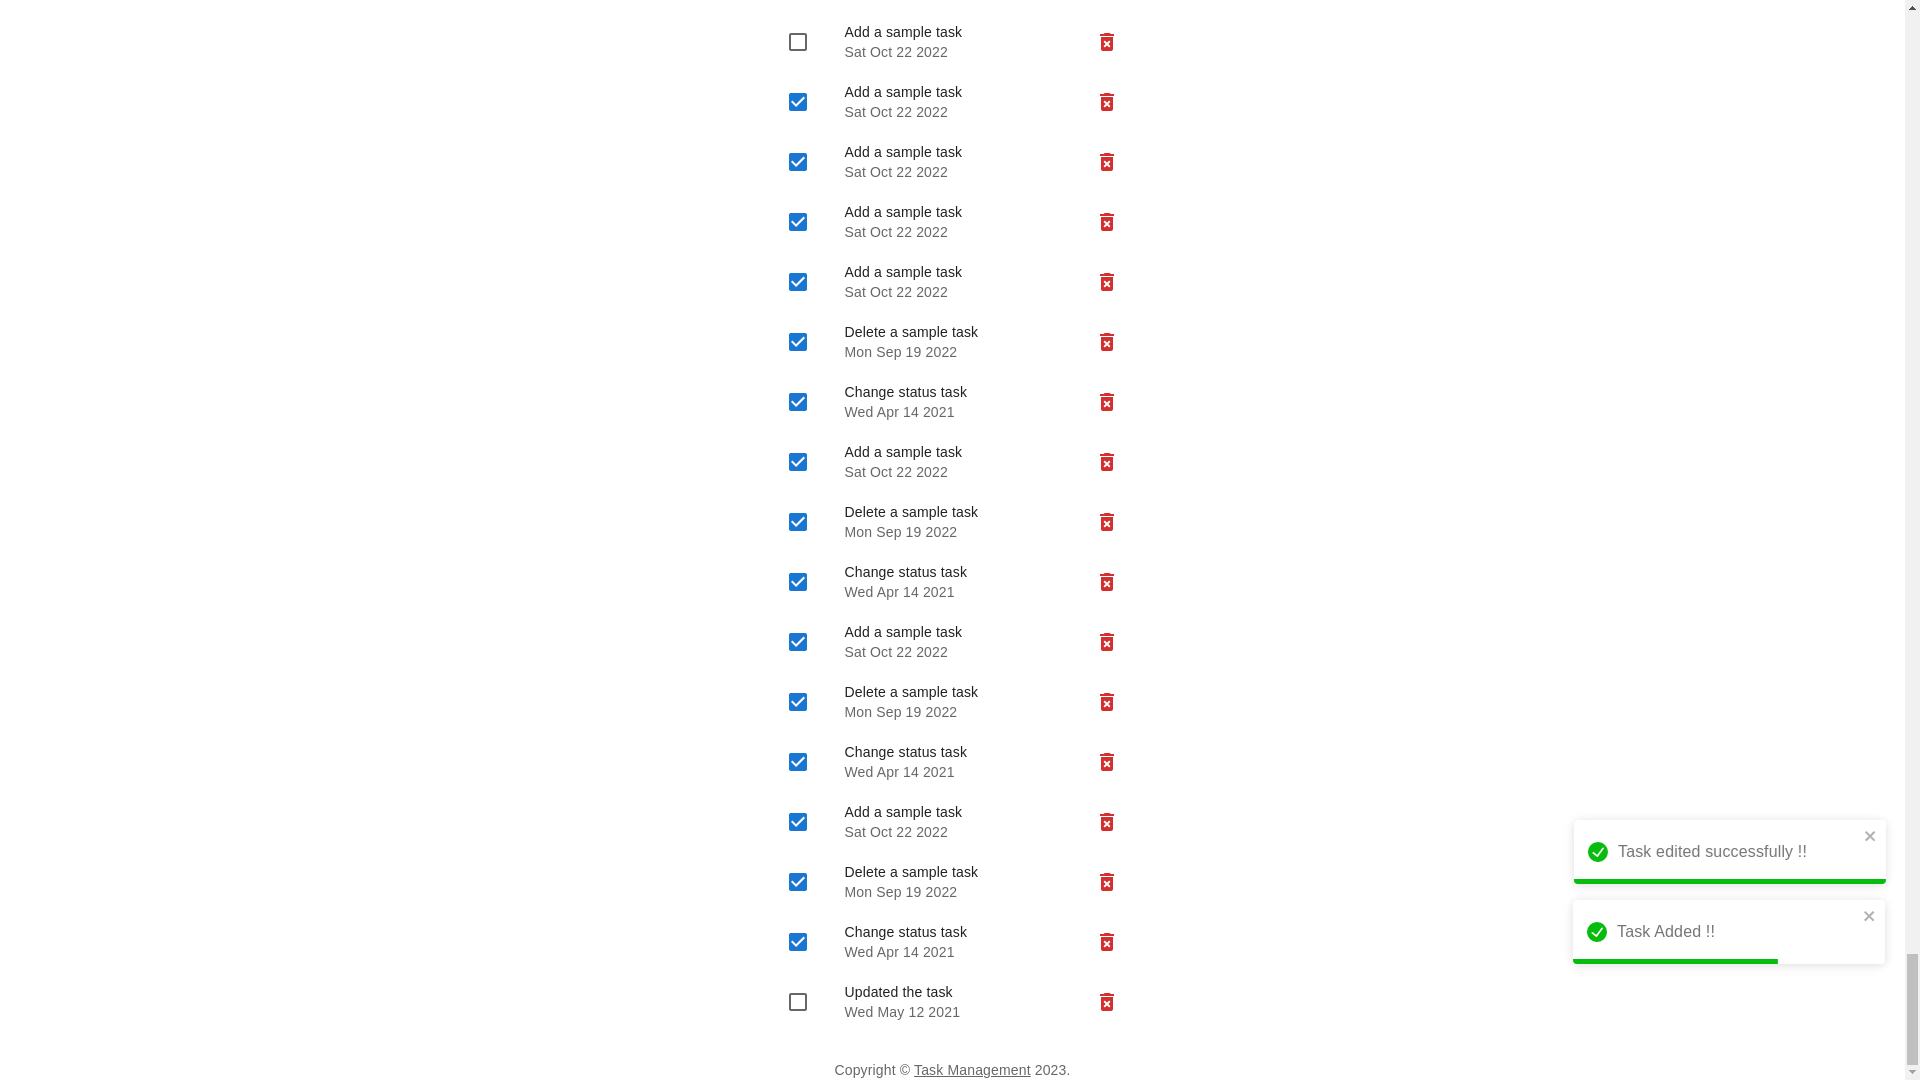 Add a sample task
Sat Oct 22 2022
Add a sample task
Sat Oct 22 2022
Add a sample task
Sat Oct 22 2022
Add a sample task
Sat Oct 22 2022
Add a sample task
Sat Oct 22 2022
Delete a sample task
Mon Sep 19 2022
Change status task
Wed Apr 14 2021
Add a sample task
Sat Oct 22 2022
Delete a sample task
Mon Sep 19 2022
Change status task
Wed Apr 14 2021
Add a sample task
Sat Oct 22 2022
Delete a sample task
Mon Sep 19 2022
Change status task
Wed Apr 14 2021
Add a sample task
Sat Oct 22 2022
Delete a sample task
Mon Sep 19 2022
Change status task
Wed Apr 14 2021
Updated the task
Wed May 12 2021
Copyright © Task Management 2023.
Task edited successfully !!
Task Added !!